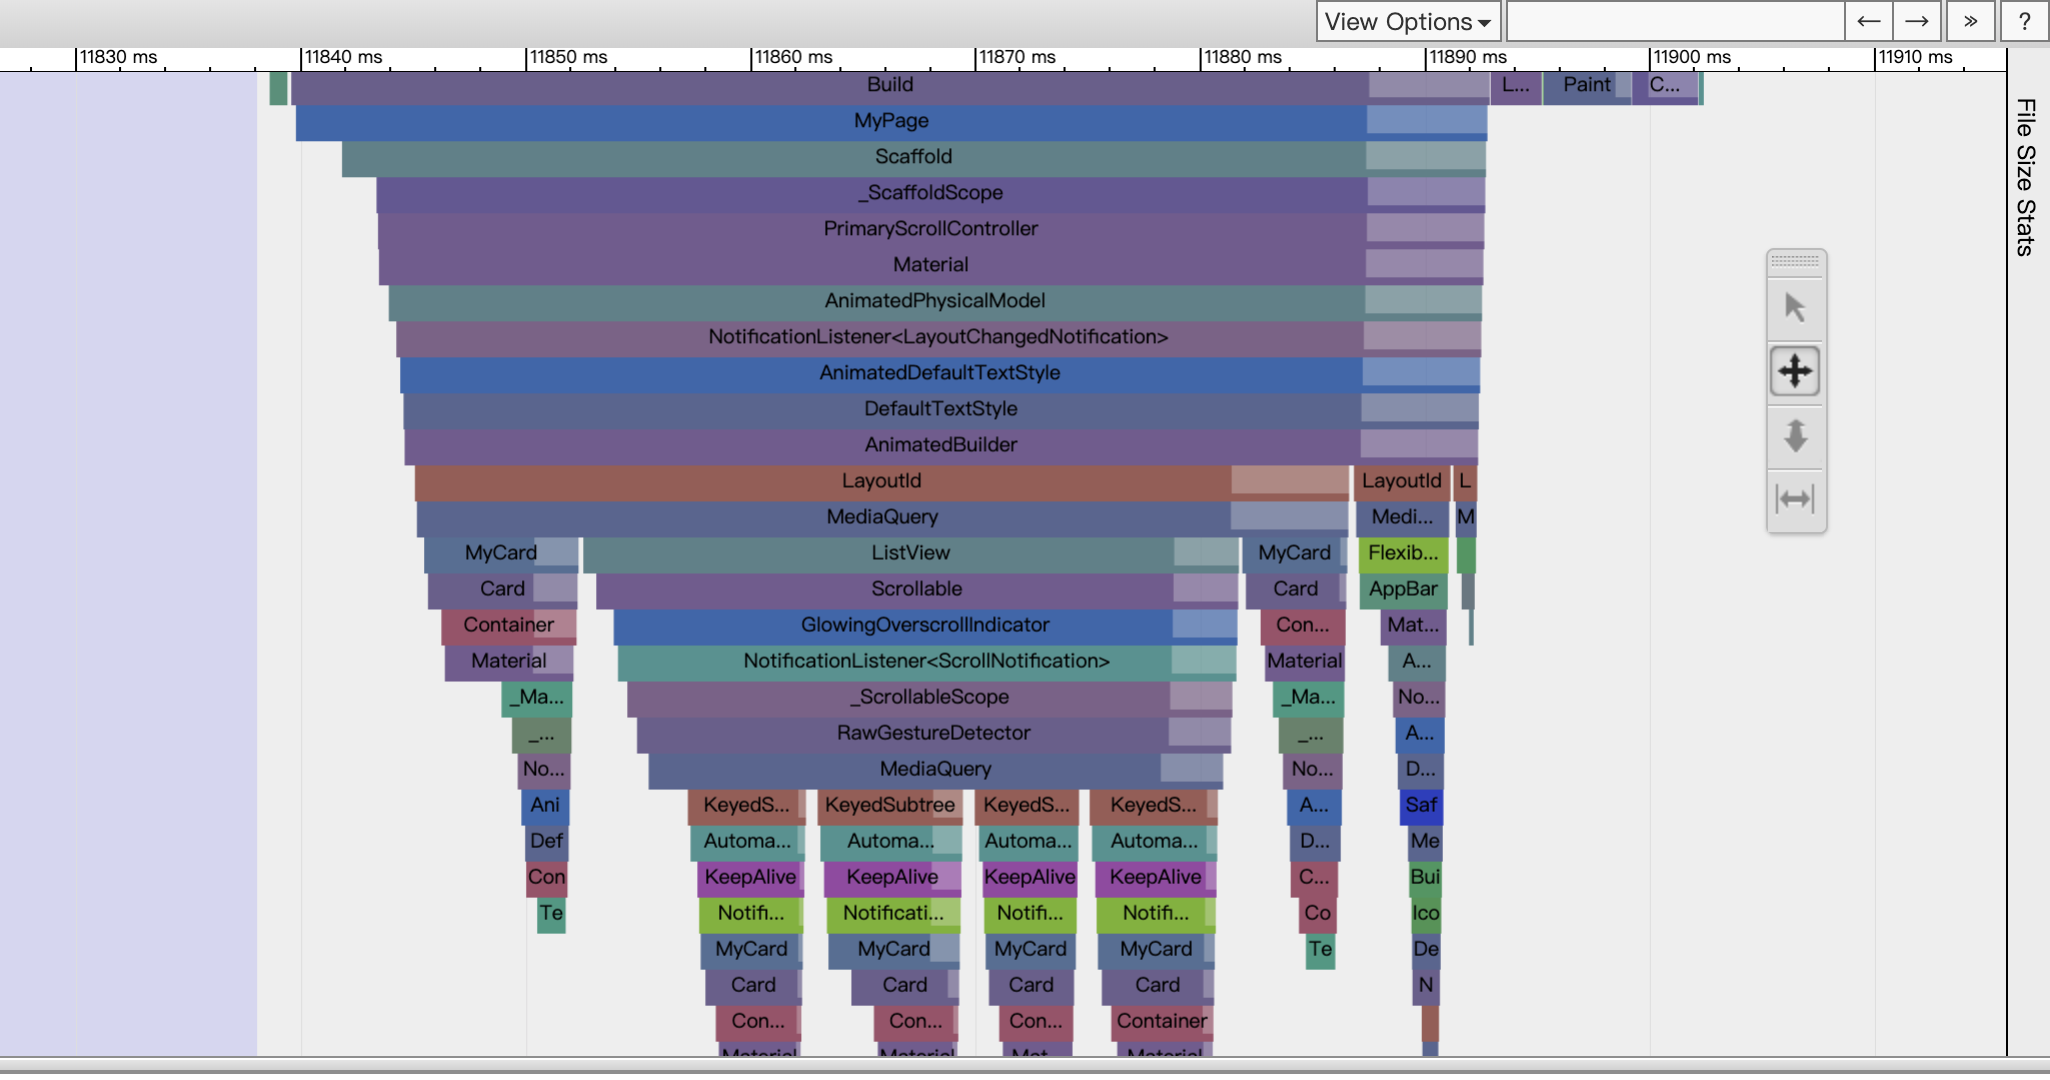 View Options ← → » ?
11830 ms 11840 ms 11850 ms 11860 ms 11870 ms 11880 ms 11890 ms 11900 ms 11910 ms
File Size Stats
Build L... Paint C...
MyPage
Scaffold
_ScaffoldScope
PrimaryScrollController
Material
AnimatedPhysicalModel
NotificationListener<LayoutChangedNotification>
AnimatedDefaultTextStyle
DefaultTextStyle
AnimatedBuilder
LayoutId LayoutId L
MediaQuery Medi... M
MyCard ListView MyCard Flexib...
Card Scrollable Card AppBar
Container GlowingOverscrollIndicator Con... Mat...
Material NotificationListener<ScrollNotification> Material A...
_Ma... _ScrollableScope _Ma... No...
_... RawGestureDetector _... A...
No... MediaQuery No... D...
Ani KeyedS... KeyedSubtree KeyedS... KeyedS... A... Saf
Def Automa... Automa... Automa... Automa... D... Me
Con KeepAlive KeepAlive KeepAlive KeepAlive C... Bui
Te Notifi... Notificati... Notifi... Notifi... Co Ico
MyCard MyCard MyCard MyCard Te De
Card Card Card Card N
Con... Con... Con... Container
Material Material Mat... Material